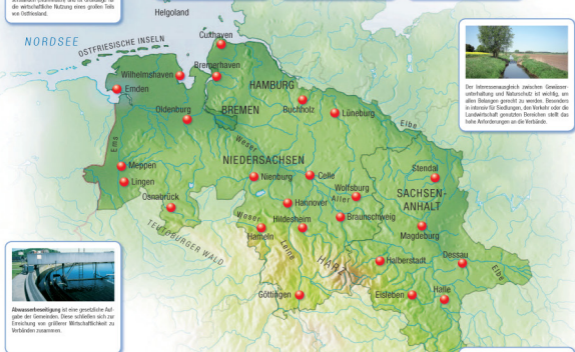 die wirtschaftliche Nutzung eines großen Teils
von Ostfriesland.
Helgoland
NORDSEE
OSTFRIESISCHE INSELN
Cuxhaven
Bremerhaven
Wilhelmshaven
Emden
HAMBURG
Oldenburg
BREMEN
Buchholz
Lüneburg
Elbe
Der Interessenausgleich zwischen Gewässer-
unterhaltung und Naturschutz ist wichtig, um
allen Belangen gerecht zu werden. Besonders
in intensiv für Siedlungen, den Verkehr oder die
Landwirtschaft genutzten Bereichen stellt das
hohe Anforderungen an die Verbände.
Ems
Weser
NIEDERSACHSEN
Meppen
Lingen
Nienburg
Celle
Stendal
Wolfsburg
SACHSEN-
ANHALT
Osnabrück
Aller
Hannover
Weser
Hildesheim
Braunschweig
Hameln
Magdeburg
TEUTOBURGER WALD
Leine
HARZ
Halberstadt
Dessau
Elbe
Göttingen
Eisleben
Halle
Abwasserbeseitigung ist eine gesetzliche Auf-
gabe der Gemeinden. Diese schließen sich zur
Erreichung von größerer Wirtschaftlichkeit zu
Verbänden zusammen.